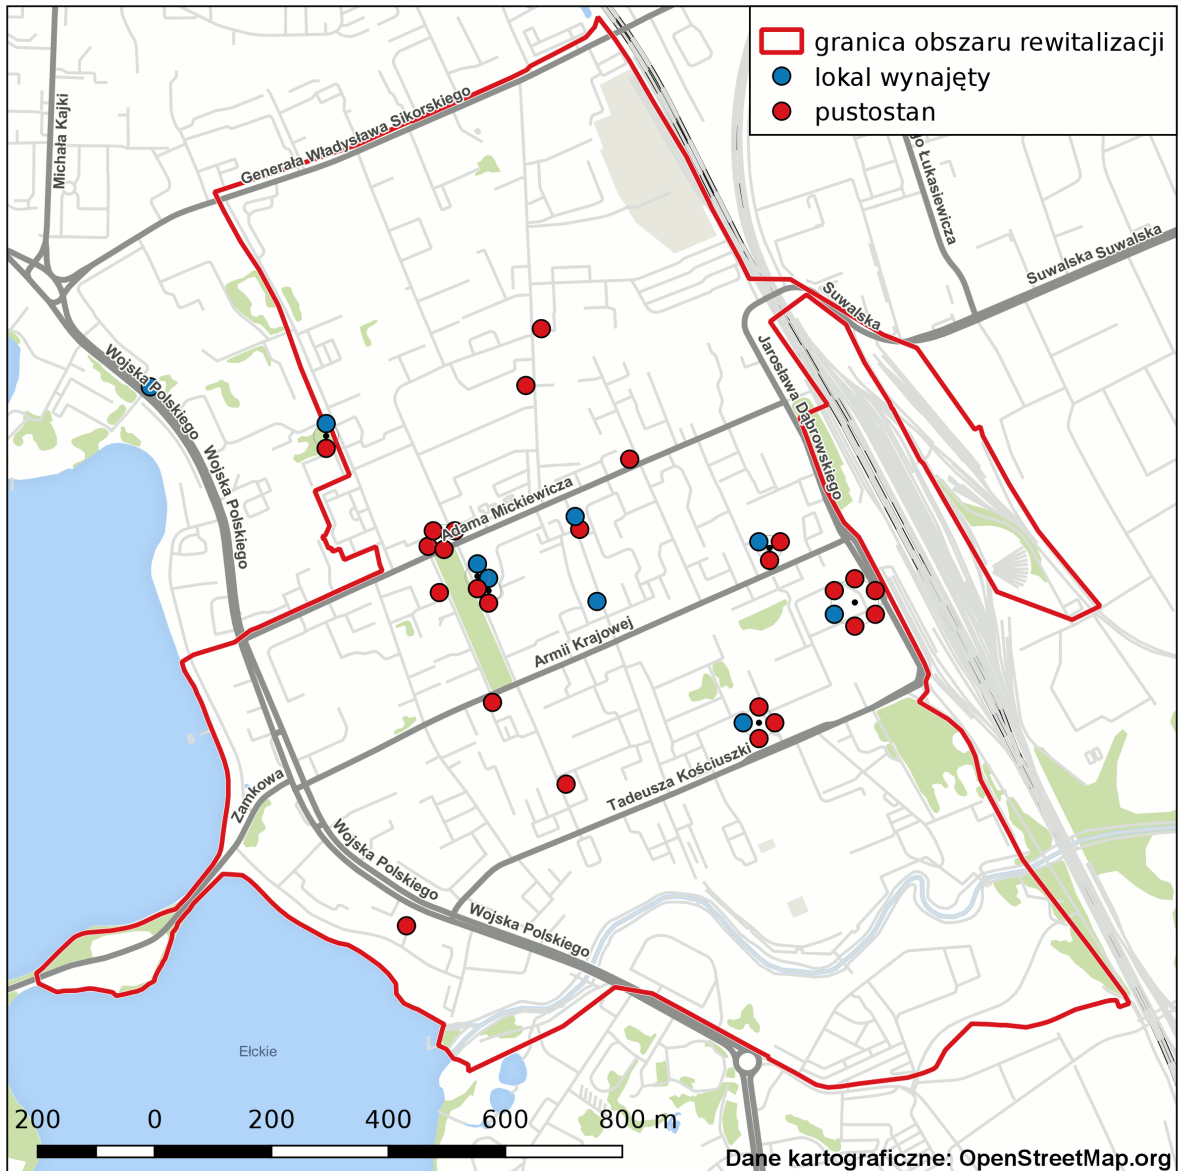 granica obszaru rewitalizacji
lokal wynajęty
pustostan
Michała Kajki
Generała Władysława Sikorskiego
Łukasiewicza
Suwalska Suwalska
Suwalska
Wojska Polskiego
Jarosława Dąbrowskiego
Wojska Polskiego
Adama Mickiewicza
Armii Krajowej
Zamkowa
Tadeusza Kościuszki
Wojska Polskiego
Wojska Polskiego
Ełckie
200 0 200 400 600 800 m
Dane kartograficzne: OpenStreetMap.org